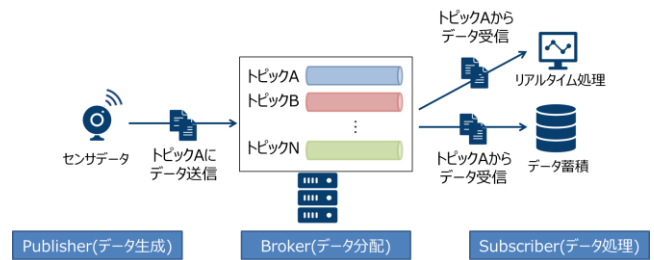 センサデータ
トピックAに
データ送信
トピックA
トピックB
⋮
トピックN
トピックAから
データ受信
リアルタイム処理
トピックAから
データ受信
データ蓄積
Publisher(データ生成)
Broker(データ分配)
Subscriber(データ処理)